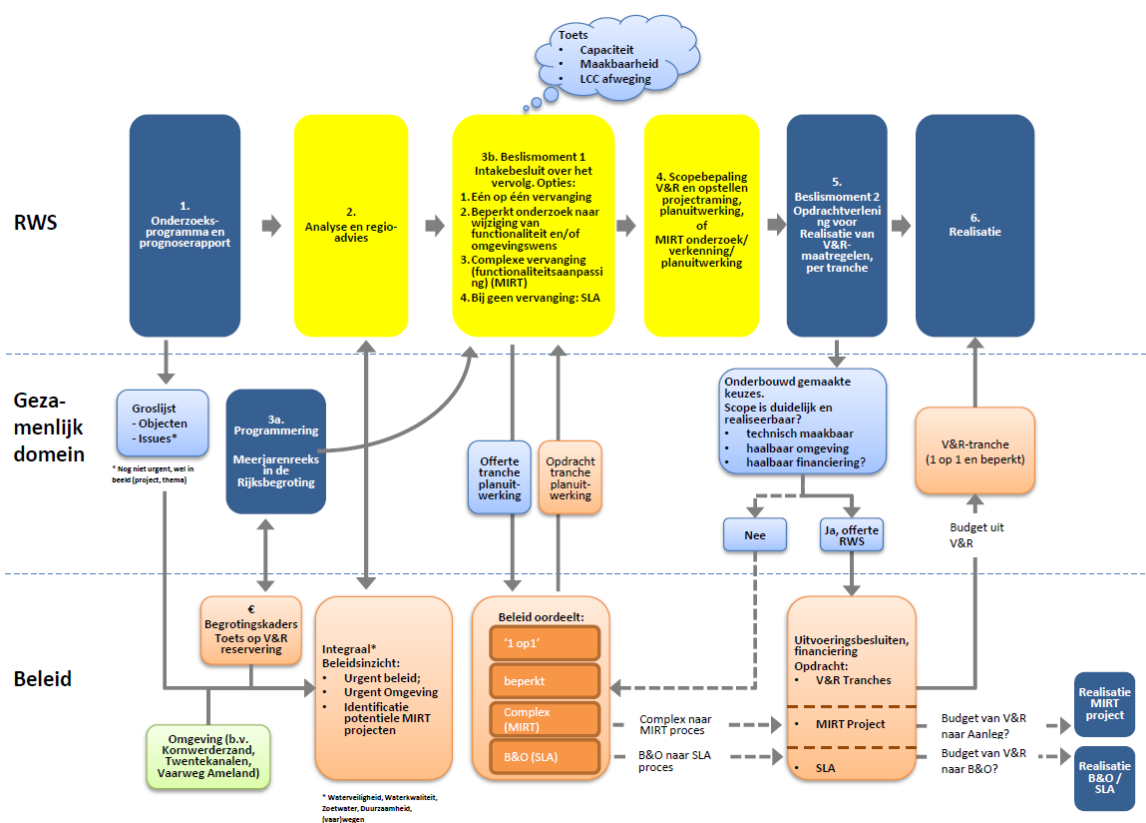 Toets
• Capaciteit
• Maakbaarheid
• LCC afweging
RWS
1.
Onderzoeks-
programma en
prognoserapport
2.
Analyse en regio-
advies
3b. Beslismoment 1
Intakebesluit over het
vervolg. Opties:
1. Eén op één vervanging
2. Beperkt onderzoek naar
wijziging van
functionaliteit en/of
omgevingswens
3. Complexe vervanging
(functionaliteitsaanpass
ing) (MIRT)
4. Bij geen vervanging: SLA
4. Scopebepaling
V&R en opstellen
projectraming,
planuitwerking,
of
MIRT onderzoek/
verkenning/
planuitwerking
5.
Beslismoment 2
Opdrachtverleni
ng voor
Realisatie van
V&R-
maatregelen,
per tranche
6.
Realisatie
Geza-
menlijk
domein
Groslijst
- Objecten
- Issues*
* Nog niet urgent, wel in
beeld (project, thema)
3a.
Programmering
Meerjarenreeks
in de
Rijksbegroting
Offerte
tranche
planuit-
werking
Opdracht
tranche
planuit-
werking
Onderbouwd gemaakte
keuzes.
Scope is duidelijk en
realiseerbaar?
• technisch maakbaar
• haalbaar omgeving
• haalbaar financiering?
Nee
Ja, offerte
RWS
V&R-tranche
(1 op 1 en beperkt)
Budget uit
V&R
Beleid
€
Begrotingskaders
Toets op V&R
reservering
Omgeving (b.v.
Kornwerderzand,
Twentekanalen,
Vaarweg Ameland)
Integraal*
Beleidsinzicht:
• Urgent beleid;
• Urgent Omgeving
• Identificatie
potentiele MIRT
projecten
* Waterveiligheid, Waterkwaliteit,
Zoetwater, Duurzaamheid,
(vaar)wegen
Beleid oordeelt:
'1 op1'
beperkt
Complex
(MIRT)
B&O (SLA)
Complex naar
MIRT proces
B&O naar SLA
proces
Uitvoeringsbesluiten,
financiering
Opdracht:
• V&R Tranches
• MIRT Project
• SLA
Budget van V&R
naar Aanleg?
Budget van V&R
naar B&O?
Realisatie
MIRT
project
Realisatie
B&O /
SLA